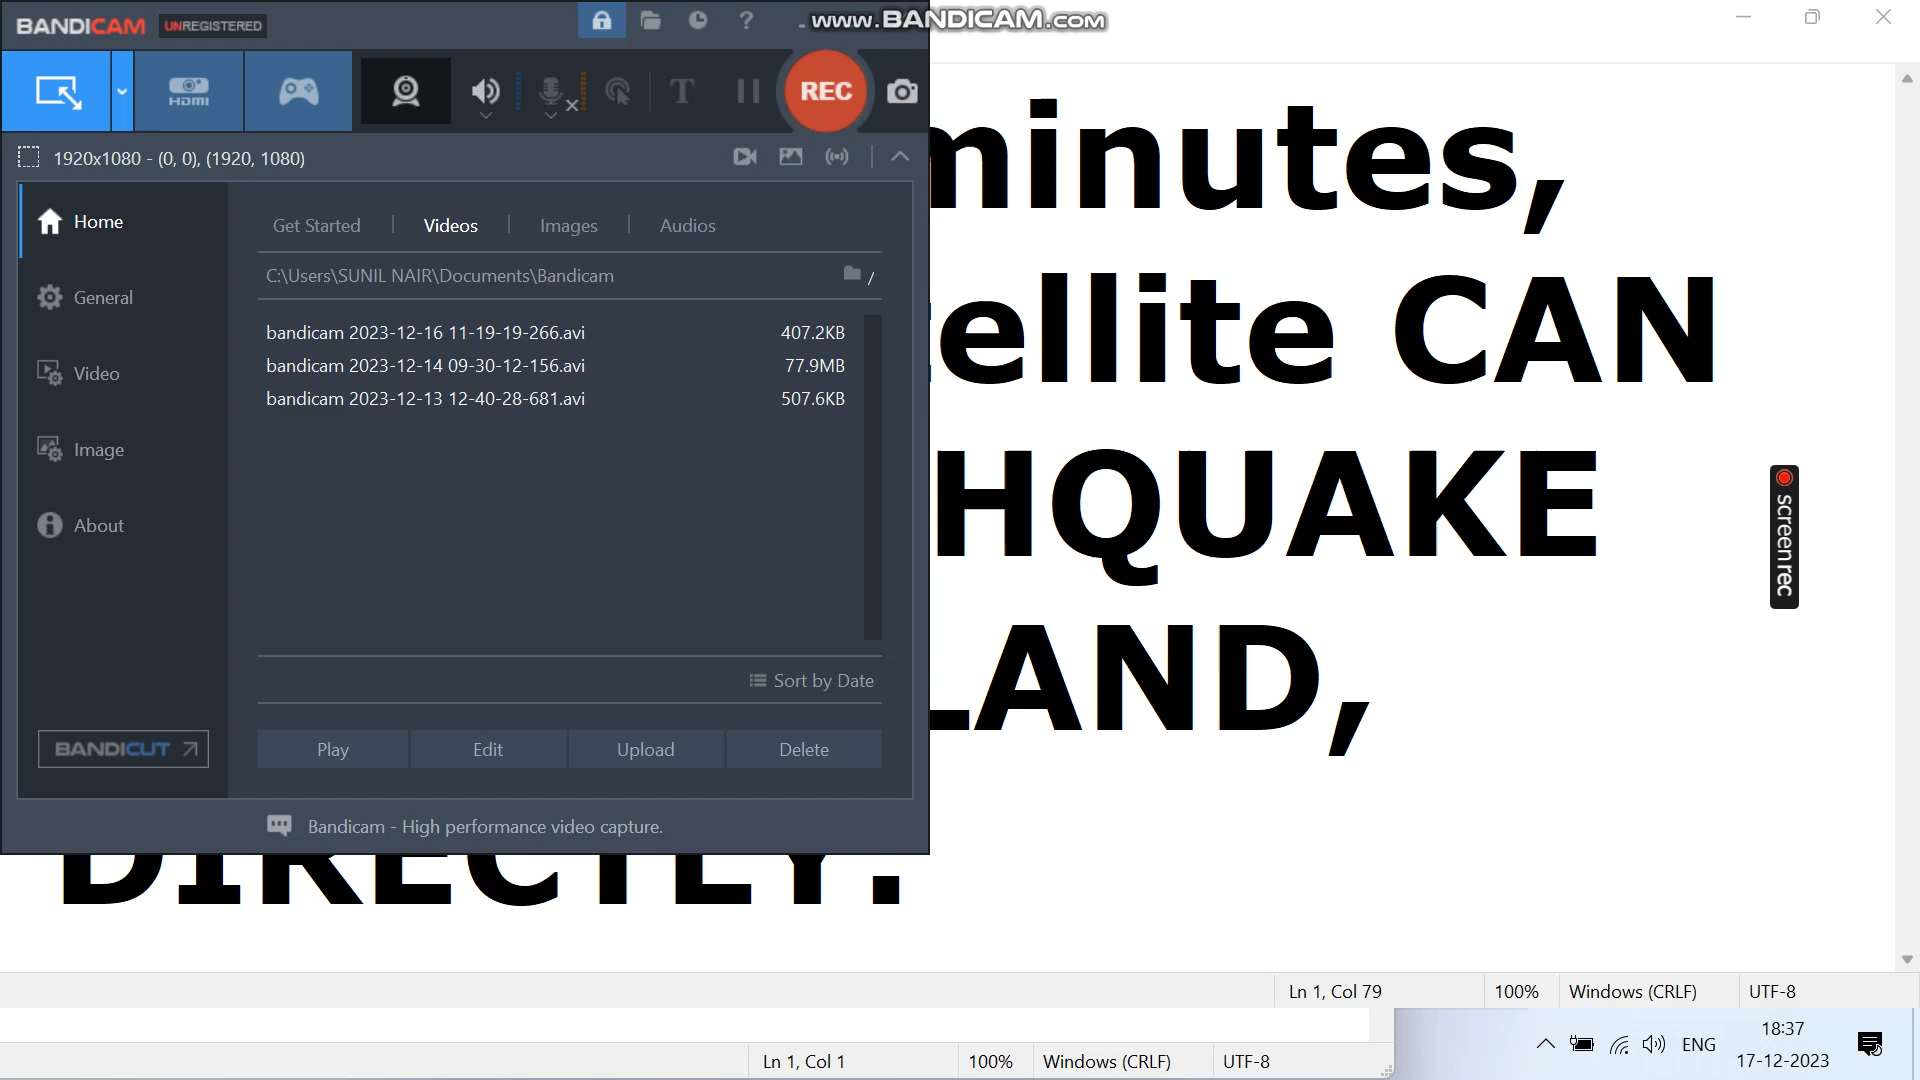 BANDICAM UNREGISTERED
www.BANDICAM.com
HDMI
T
REC
1920x1080 - (0, 0), (1920, 1080)
Home
General
Video
Image
About
BANDICUT
Get Started
Videos
Images
Audios
C:\Users\SUNIL NAIR\Documents\Bandicam
/
bandicam 2023-12-16 11-19-19-266.avi 407.2KB
bandicam 2023-12-14 09-30-12-156.avi 77.9MB
bandicam 2023-12-13 12-40-28-681.avi 507.6KB
Sort by Date
Play
Edit
Upload
Delete
Bandicam - High performance video capture.
minutes,
tellite CAN
HQUAKE
LAND,
DIRECTLY.
screenrec
Ln 1, Col 79
100%
Windows (CRLF)
UTF-8
Ln 1, Col 1
100%
Windows (CRLF)
UTF-8
ENG
18:37
17-12-2023